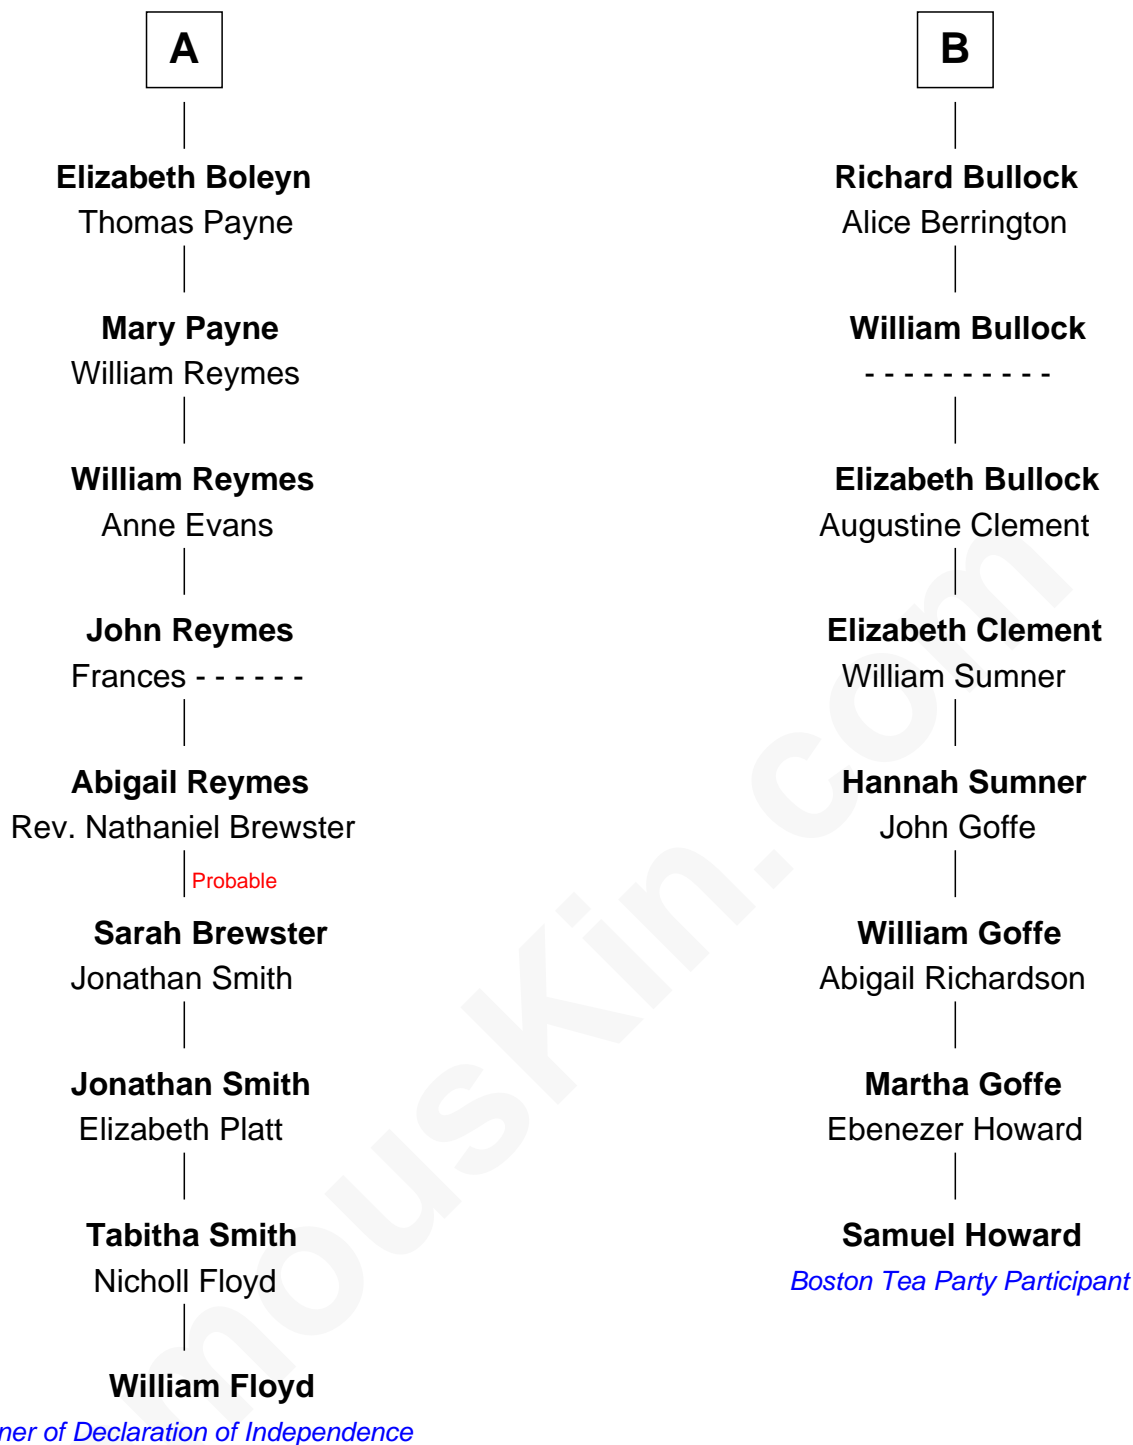 A
Elizabeth Boleyn
Thomas Payne
Mary Payne
William Reymes
William Reymes
Anne Evans
John Reymes
Frances - - - - - -
Abigail Reymes
Rev. Nathaniel Brewster
Probable
Sarah Brewster
Jonathan Smith
Jonathan Smith
Elizabeth Platt
Tabitha Smith
Nicholl Floyd
William Floyd
ner of Declaration of Independence
B
Richard Bullock
Alice Berrington
William Bullock
- - - - - - - - - -
Elizabeth Bullock
Augustine Clement
Elizabeth Clement
William Sumner
Hannah Sumner
John Goffe
William Goffe
Abigail Richardson
Martha Goffe
Ebenezer Howard
Samuel Howard
Boston Tea Party Participant
mousKin.com